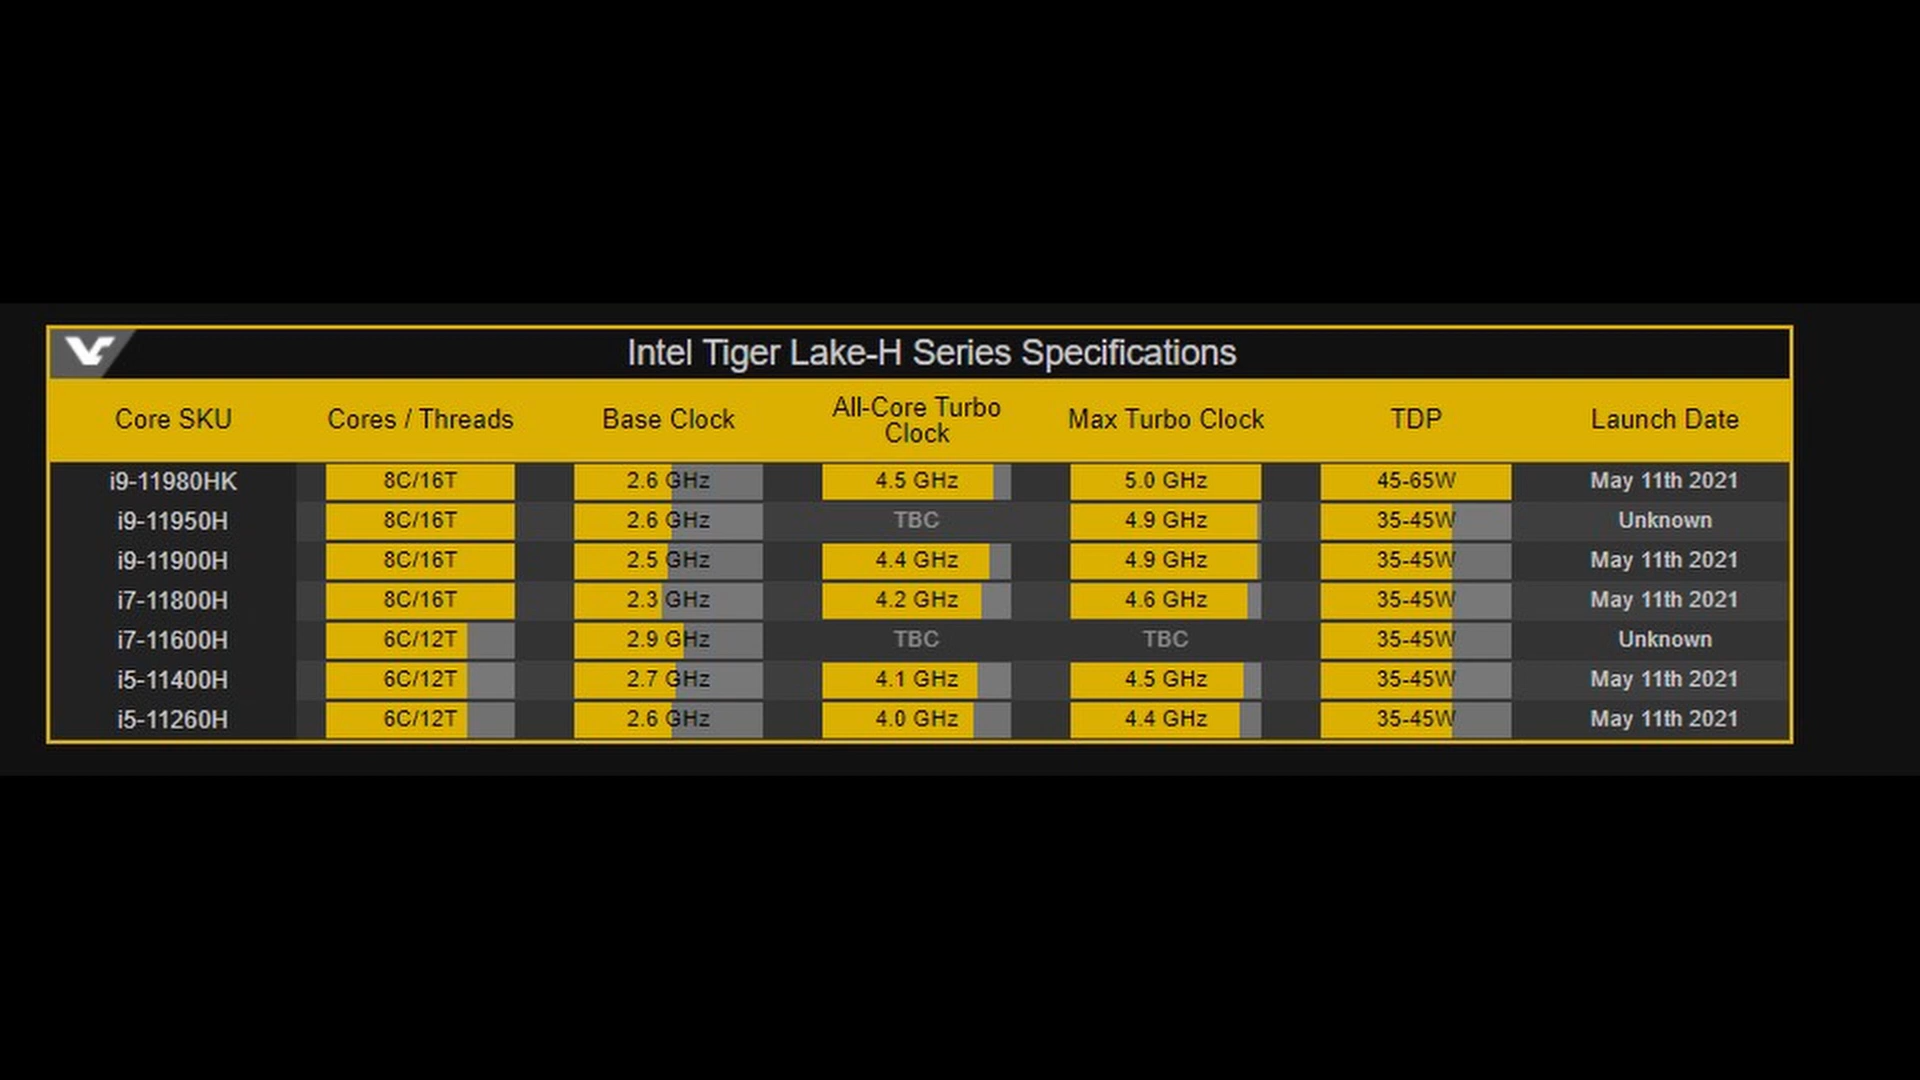 Intel Tiger Lake-H Series Specifications
Core SKU Cores / Threads Base Clock All-Core Turbo Clock Max Turbo Clock TDP Launch Date
i9-11980HK 8C/16T 2.6 GHz 4.5 GHz 5.0 GHz 45-65W May 11th 2021
i9-11950H 8C/16T 2.6 GHz TBC 4.9 GHz 35-45W Unknown
i9-11900H 8C/16T 2.5 GHz 4.4 GHz 4.9 GHz 35-45W May 11th 2021
i7-11800H 8C/16T 2.3 GHz 4.2 GHz 4.6 GHz 35-45W May 11th 2021
i7-11600H 6C/12T 2.9 GHz TBC TBC 35-45W Unknown
i5-11400H 6C/12T 2.7 GHz 4.1 GHz 4.5 GHz 35-45W May 11th 2021
i5-11260H 6C/12T 2.6 GHz 4.0 GHz 4.4 GHz 35-45W May 11th 2021